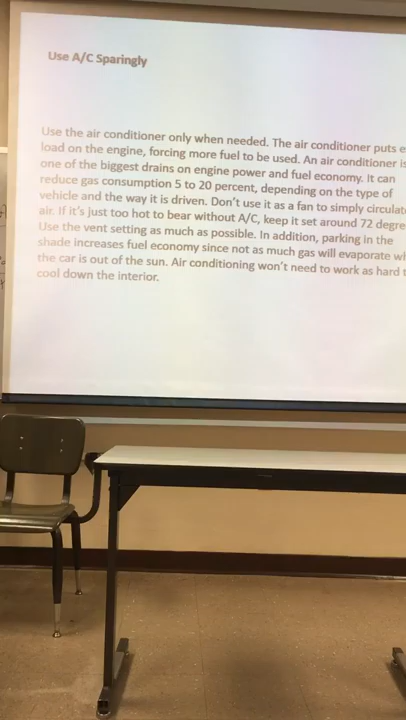 Use A/C Sparingly
Use the air conditioner only when needed. The air conditioner puts e
load on the engine, forcing more fuel to be used. An air conditioner is
one of the biggest drains on engine power and fuel economy. It can
reduce gas consumption 5 to 20 percent, depending on the type of
vehicle and the way it is driven. Don't use it as a fan to simply circulat
air. If it's just too hot to bear without A/C, keep it set around 72 degre
Use the vent setting as much as possible. In addition, parking in the
shade increases fuel economy since not as much gas will evaporate wh
the car is out of the sun. Air conditioning won't need to work as hard t
cool down the interior.